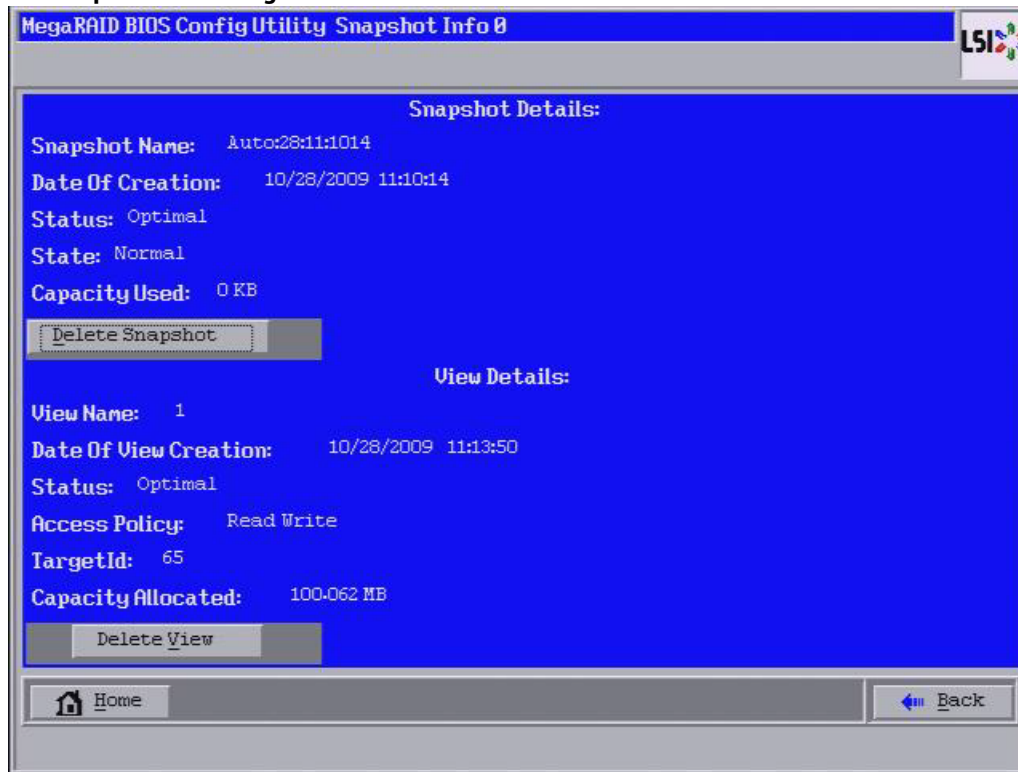 MegaRAID BIOS Config Utility Snapshot Info 0
LSI
Snapshot Details:
Snapshot Name: Auto:28:11:1014
Date Of Creation: 10/28/2009 11:10:14
Status: Optimal
State: Normal
Capacity Used: 0 KB
Delete Snapshot
View Details:
View Name: 1
Date Of View Creation: 10/28/2009 11:13:50
Status: Optimal
Access Policy: Read Write
TargetId: 65
Capacity Allocated: 100.062 MB
Delete View
Home
Back